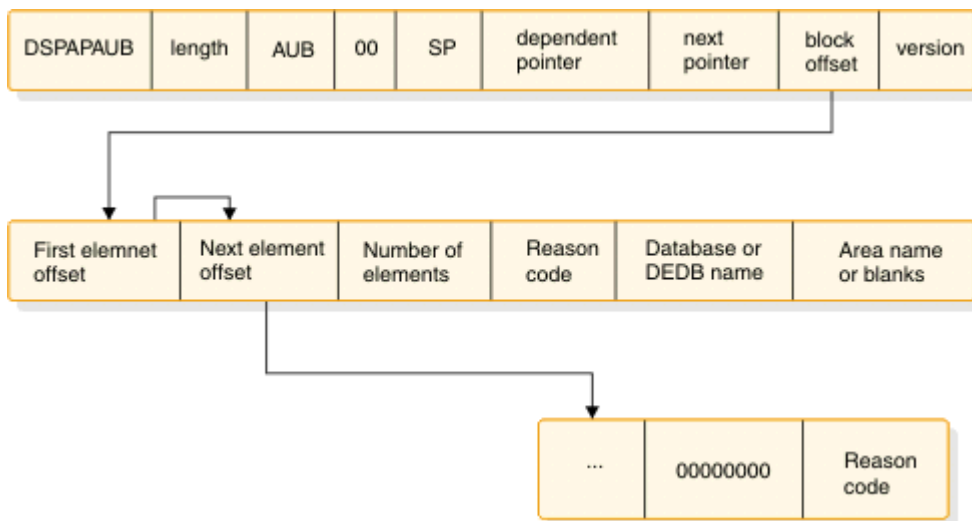 DSPAPAUB
length
AUB
00
SP
dependent
pointer
next
pointer
block
offset
version
First elemnet
offset
Next element
offset
Number of
elements
Reason
code
Database or
DEDB name
Area name
or blanks
...
00000000
Reason
code